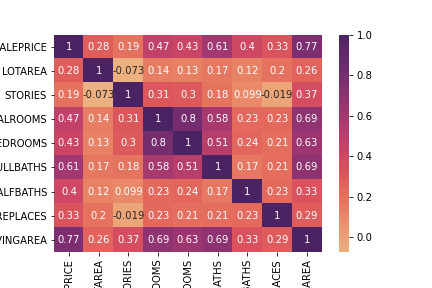 ALEPRICE 1 0.28 0.19 0.47 0.43 0.61 0.4 0.33 0.77
LOTAREA 0.28 1 -0.073 0.14 0.13 0.17 0.12 0.2 0.26
STORIES 0.19 -0.073 1 0.31 0.3 0.18 0.099 -0.019 0.37
ALROOMS 0.47 0.14 0.31 1 0.8 0.58 0.23 0.23 0.69
EDROOMS 0.43 0.13 0.3 0.8 1 0.51 0.24 0.21 0.63
ULLBATHS 0.61 0.17 0.18 0.58 0.51 1 0.17 0.21 0.69
ALFBATHS 0.4 0.12 0.099 0.23 0.24 0.17 1 0.23 0.33
REPLACES 0.33 0.2 -0.019 0.23 0.21 0.21 0.23 1 0.29
VINGAREA 0.77 0.26 0.37 0.69 0.63 0.69 0.33 0.29 1
PRICE
TAREA
ORIES
OOMS
OOMS
ATHS
BATHS
ACES
AREA
1.0
0.8
0.6
0.4
0.2
0.0